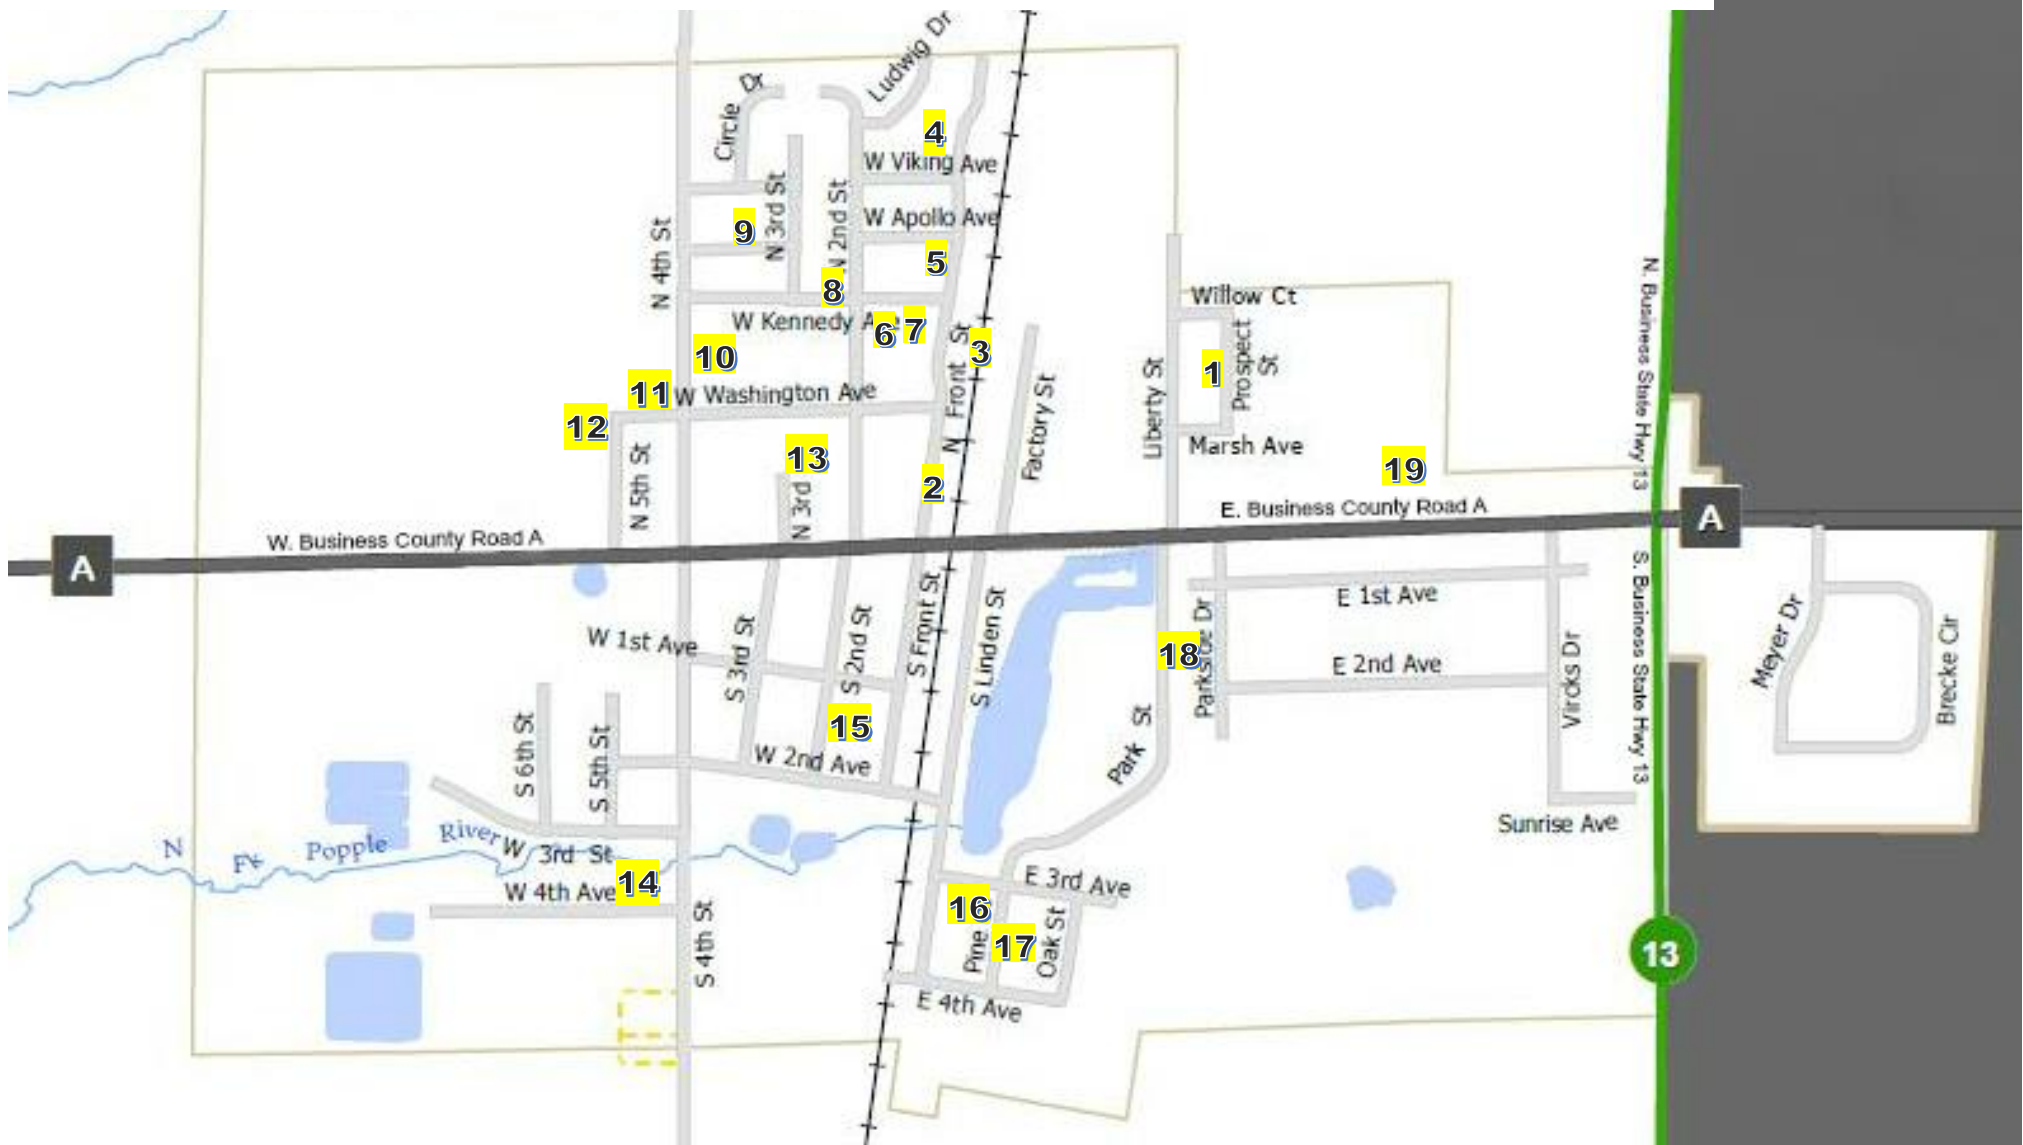 Ludwig Dr
Circle Dr
4
W Viking Ave
N 3rd St
N 2nd St
W Apollo Ave
9
N 4th St
5
8
Willow Ct
W Kennedy
6
7
3
N Front St
10
1
Prospect
St
Liberty St
Factory St
11
W Washington Ave
12
13
Marsh Ave
19
N. Business State Hwy 13
N 5th St
N 3rd
2
E. Business County Road A
A
W. Business County Road A
A
E 1st Ave
W 1st Ave
S 3rd St
S 2nd St
S Front St
S Linden St
18
Parkside Dr
E 2nd Ave
Vircks Dr
S. Business State Hwy 13
Meyer Dr
Brecke Cir
15
Park St
W 2nd Ave
S 6th St
S 5th St
Sunrise Ave
N Fk Popple River
W 3rd St
14
W 4th Ave
E 3rd Ave
16
Pine
17
Oak St
S 4th St
13
E 4th Ave